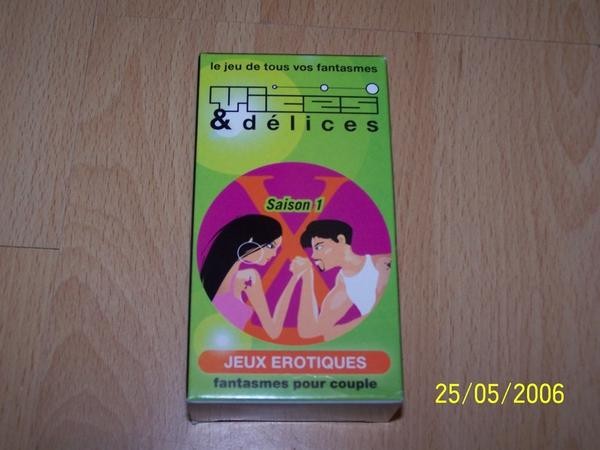 le jeu de tous vos fantasmes
Vices
& délices
Saison 1
X
JEUX EROTIQUES
fantasmes pour couple
25/05/2006